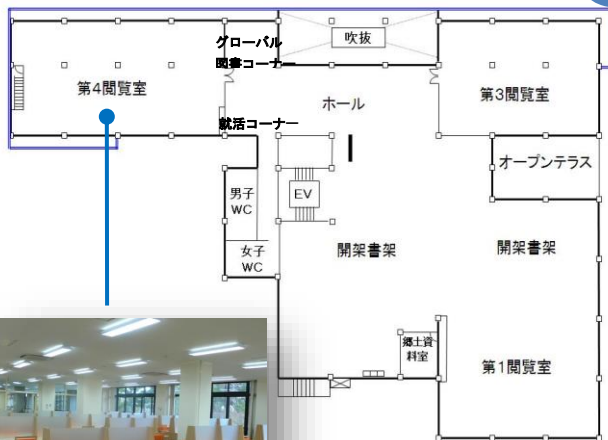 グローバル
図書コーナー
吹抜
第4閲覧室
ホール
第3閲覧室
就活コーナー
オープンテラス
男子
WC
EV
女子
WC
開架書架
開架書架
郷土資
料室
第1閲覧室